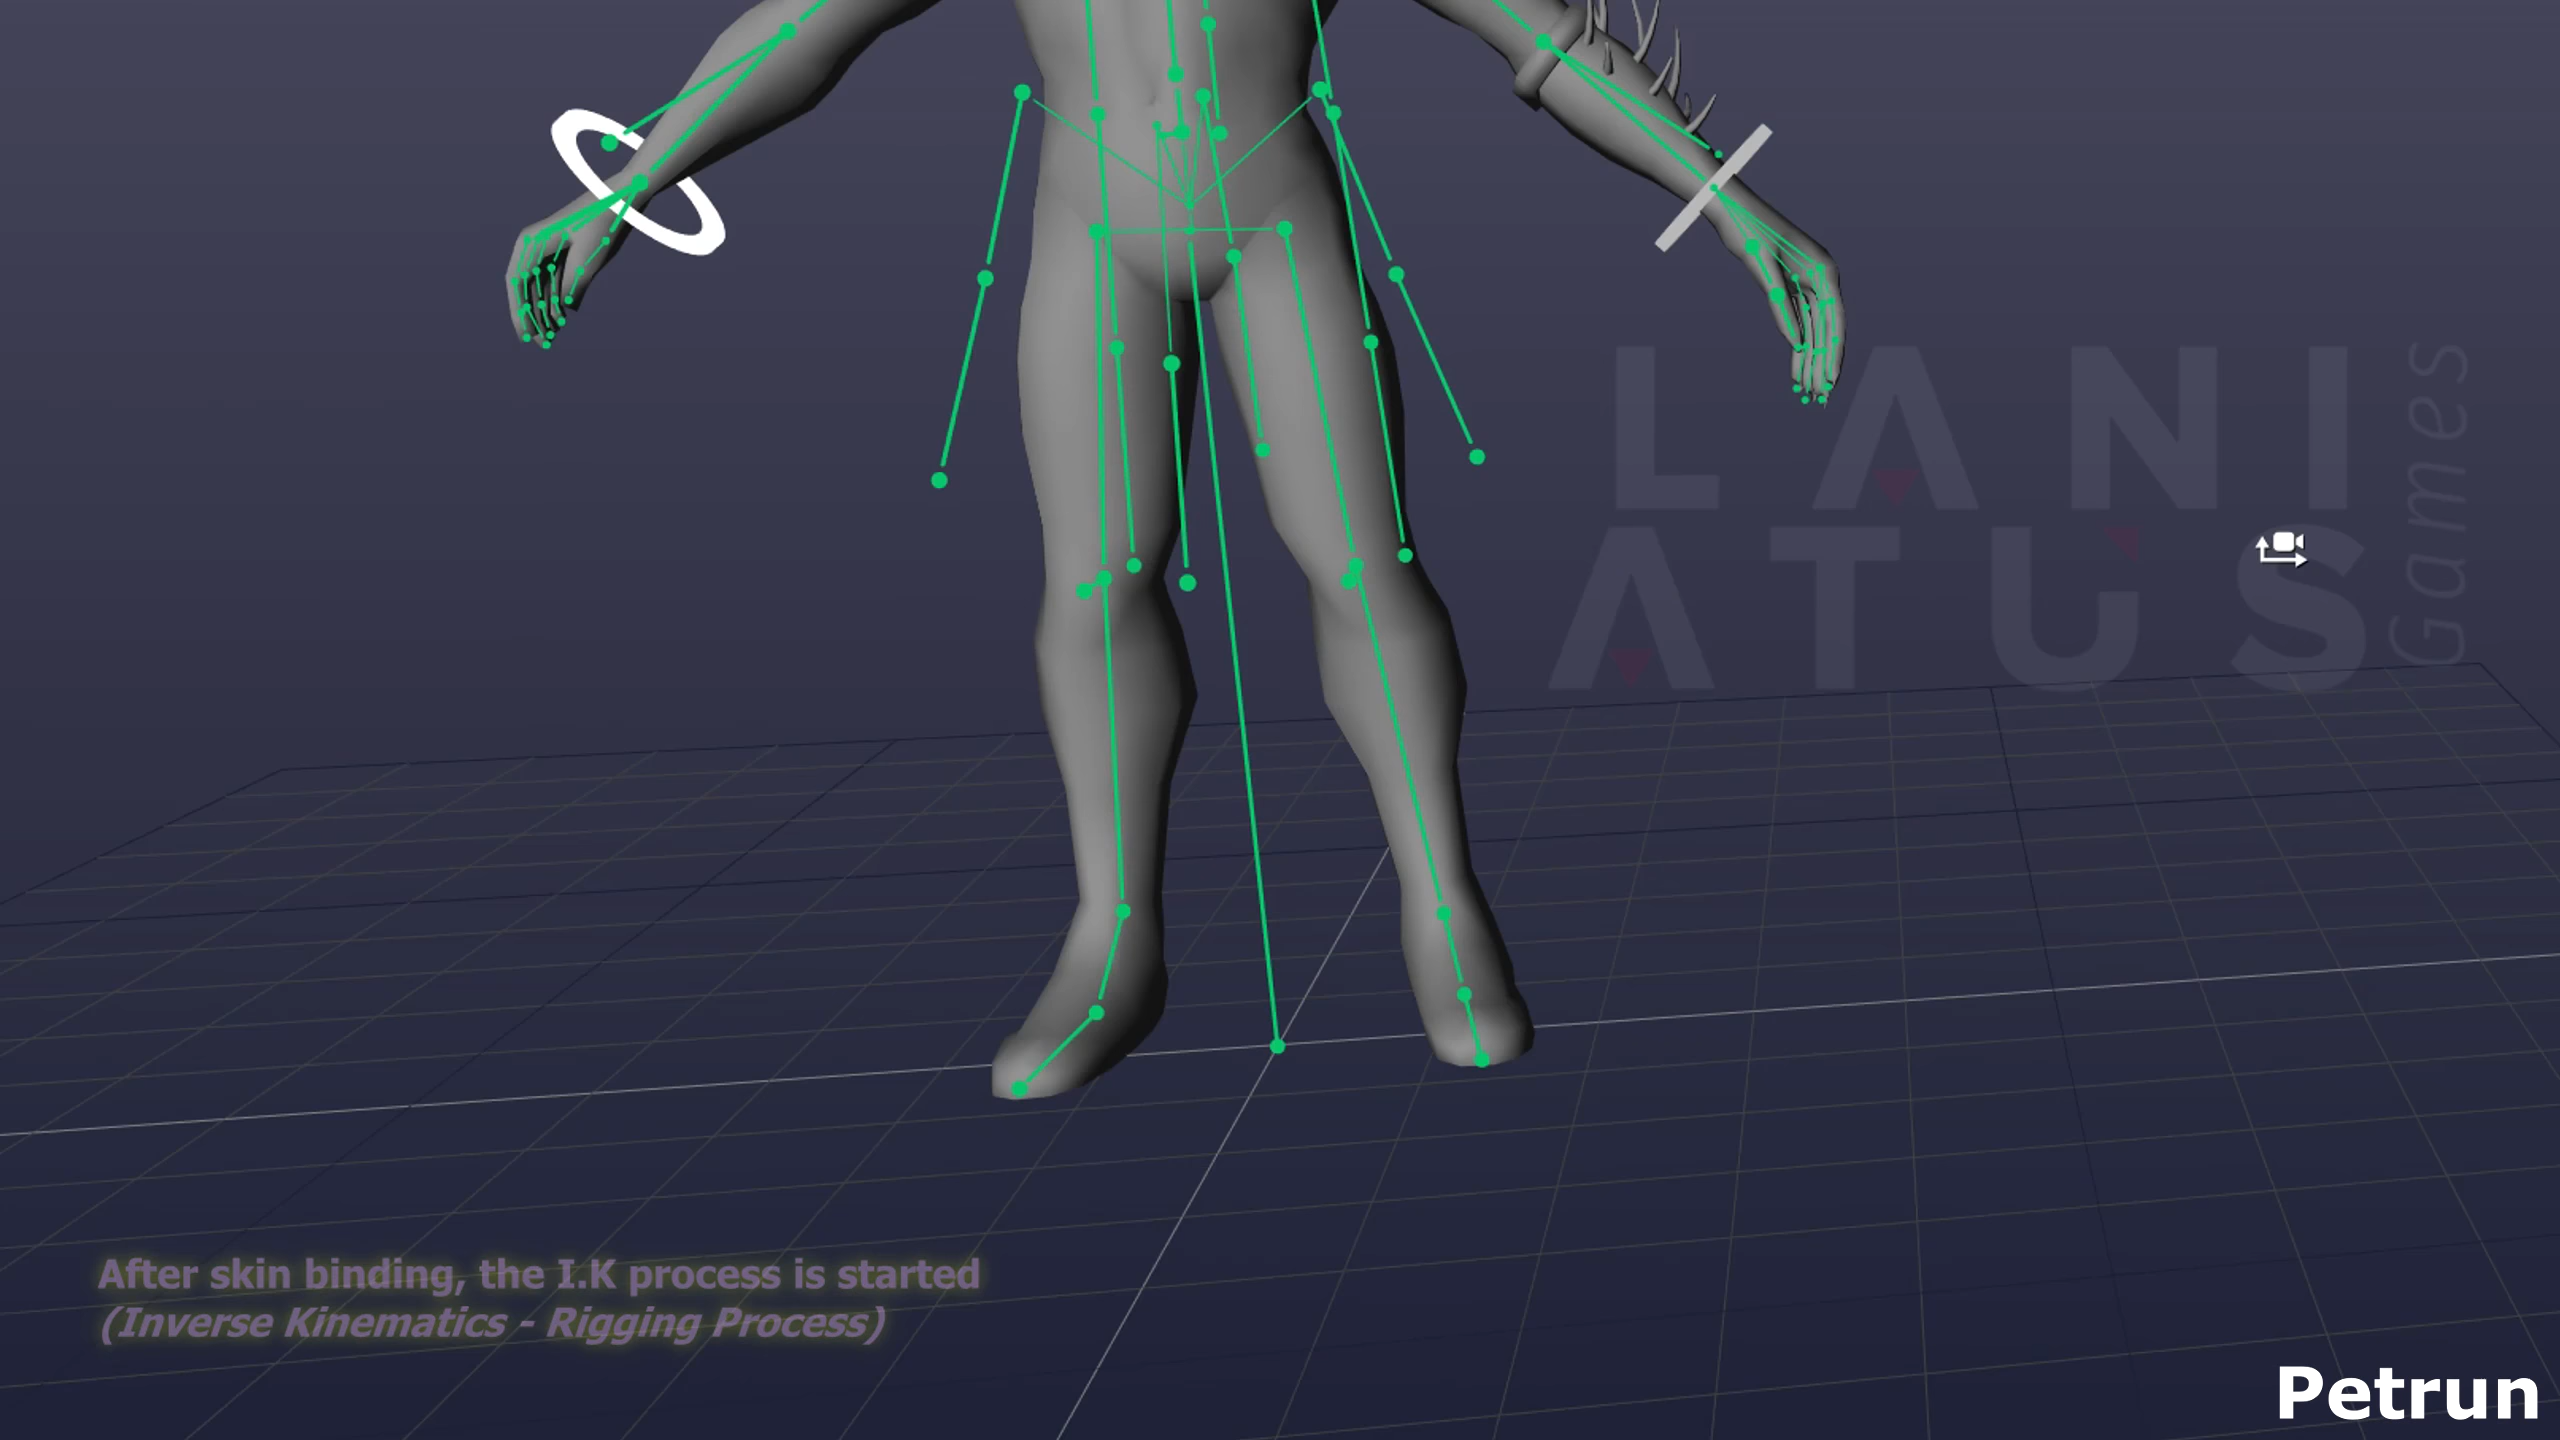 LANI
ATUS
Games
After skin binding, the I.K process is started
(Inverse Kinematics - Rigging Process)
Petrun